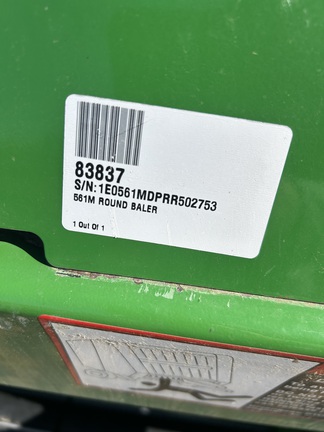 83837
S/N:1E0561MDPRR502753
561M ROUND BALER
1 Out Of 1